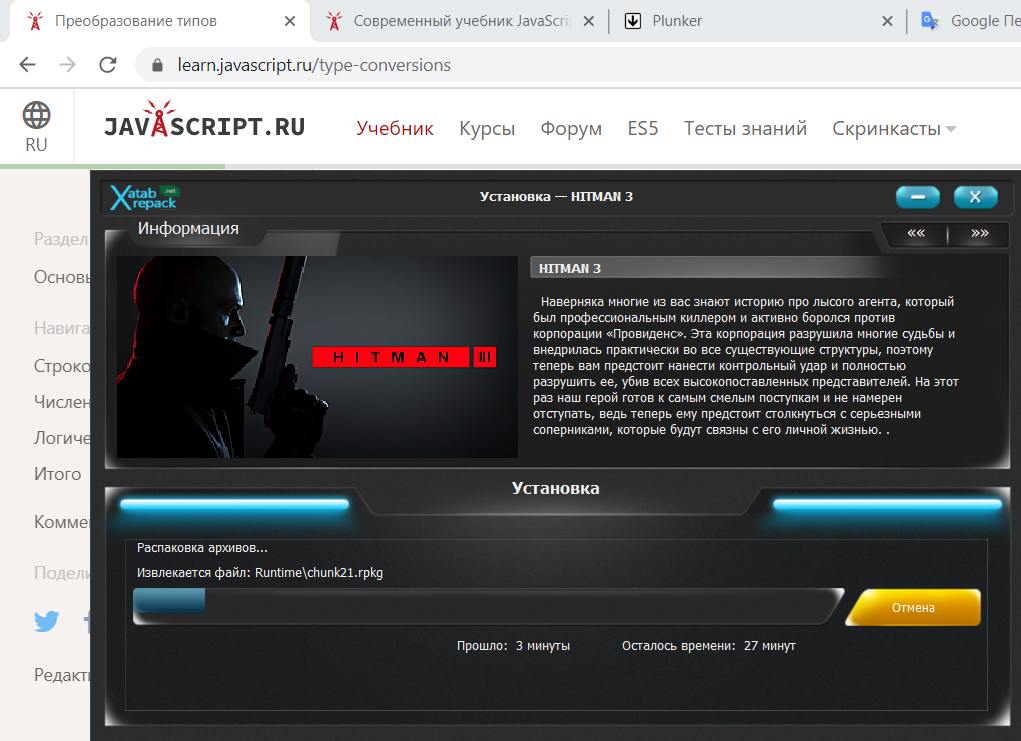 Преобразование типов
Современный учебник JavaScri
Plunker
Google Пе
learn.javascript.ru/type-conversions
RU
JAVASCRIPT.RU
Учебник
Курсы
Форум
ES5
Тесты знаний
Скринкасты
Раздел
Основы
Навига
Строко
Числен
Логиче
Итого
Комме
Подели
Редакти
Xatab
.net
repack
Установка — HITMAN 3
Информация
«« | »»
HITMAN III
HITMAN 3
Наверняка многие из вас знают историю про лысого агента, который
был профессиональным киллером и активно боролся против
корпорации «Провиденс». Эта корпорация разрушила многие судьбы и
внедрилась практически во все существующие структуры, поэтому
теперь вам предстоит нанести контрольный удар и полностью
разрушить ее, убив всех высокопоставленных представителей. На этот
раз наш герой готов к самым смелым поступкам и не намерен
отступать, ведь теперь ему предстоит столкнуться с серьезными
соперниками, которые будут связны с его личной жизнью. .
Установка
Распаковка архивов...
Извлекается файл: Runtime\chunk21.rpkg
Отмена
Прошло: 3 минуты
Осталось времени: 27 минут